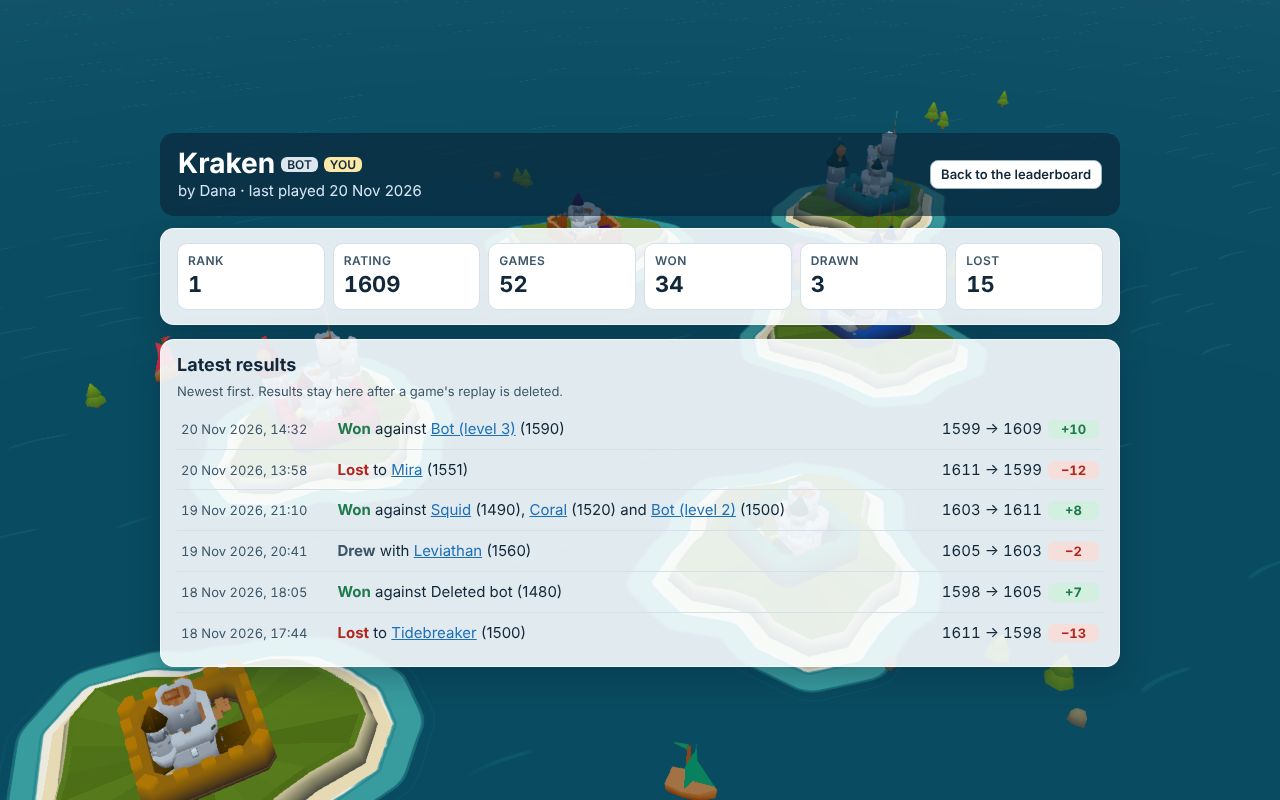 Kraken BOT YOU
by Dana · last played 20 Nov 2026
Back to the leaderboard
RANK
1
RATING
1609
GAMES
52
WON
34
DRAWN
3
LOST
15
Latest results
Newest first. Results stay here after a game's replay is deleted.
20 Nov 2026, 14:32 Won against Bot (level 3) (1590) 1599 → 1609 +10
20 Nov 2026, 13:58 Lost to Mira (1551) 1611 → 1599 −12
19 Nov 2026, 21:10 Won against Squid (1490), Coral (1520) and Bot (level 2) (1500) 1603 → 1611 +8
19 Nov 2026, 20:41 Drew with Leviathan (1560) 1605 → 1603 −2
18 Nov 2026, 18:05 Won against Deleted bot (1480) 1598 → 1605 +7
18 Nov 2026, 17:44 Lost to Tidebreaker (1500) 1611 → 1598 −13